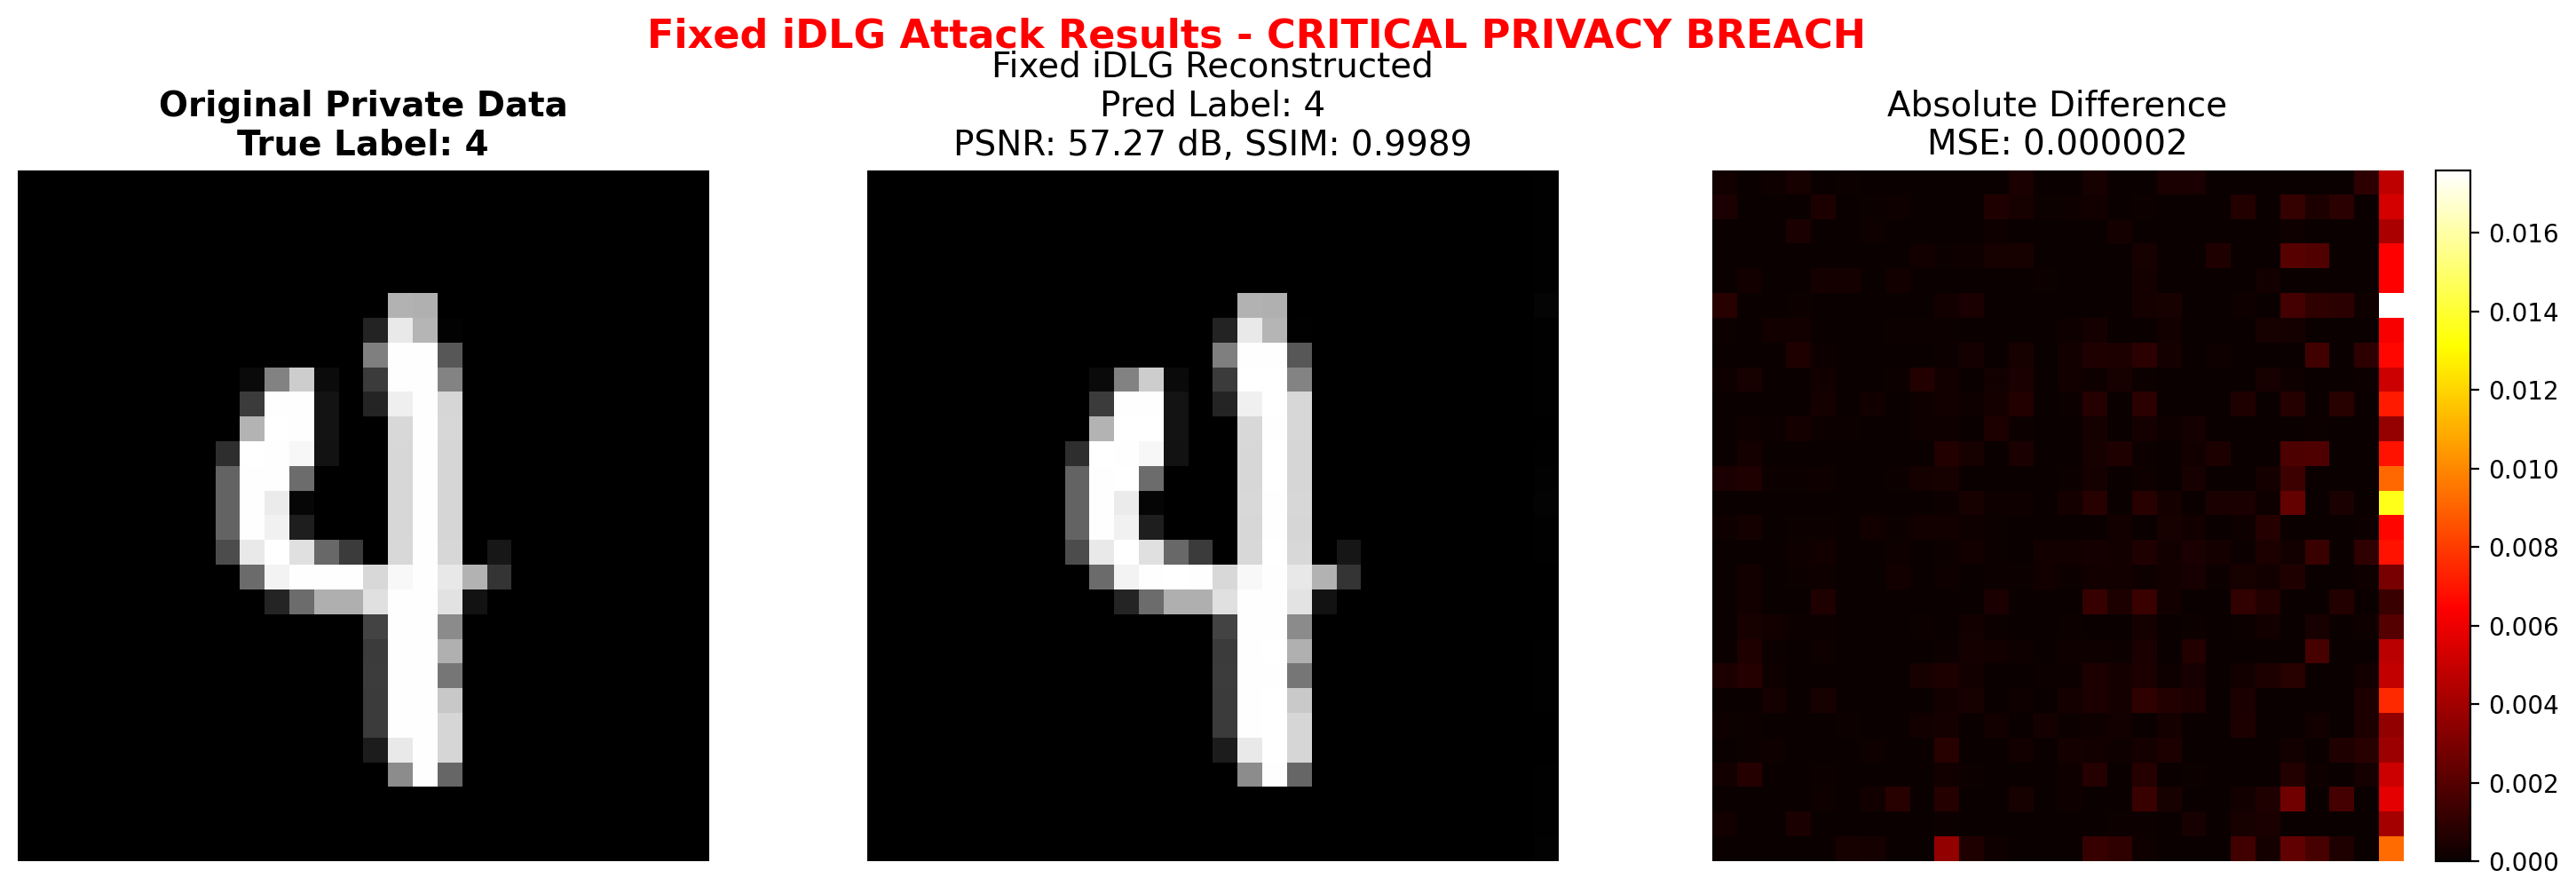 Fixed iDLG Attack Results - CRITICAL PRIVACY BREACH
Original Private Data
True Label: 4
4
Fixed iDLG Reconstructed
Pred Label: 4
PSNR: 57.27 dB, SSIM: 0.9989
4
Absolute Difference
MSE: 0.000002
0.016
0.014
0.012
0.010
0.008
0.006
0.004
0.002
0.000